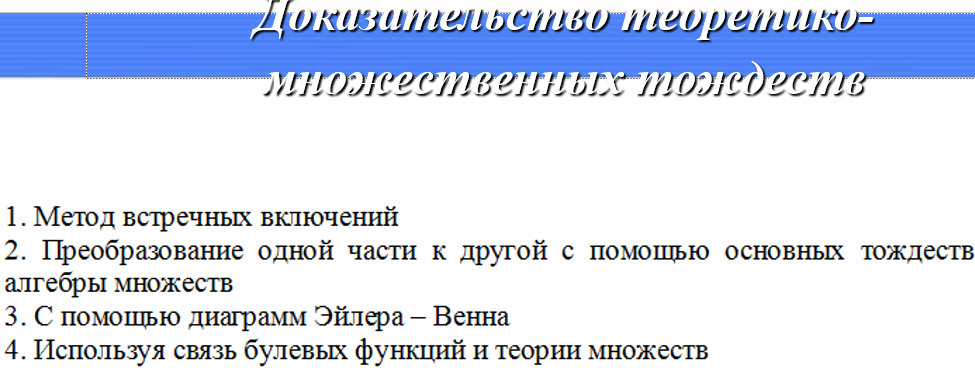 Доказательство теоретико-
множественных тождеств
1. Метод встречных включений
2. Преобразование одной части к другой с помощью основных тождеств
алгебры множеств
3. С помощью диаграмм Эйлера – Венна
4. Используя связь булевых функций и теории множеств